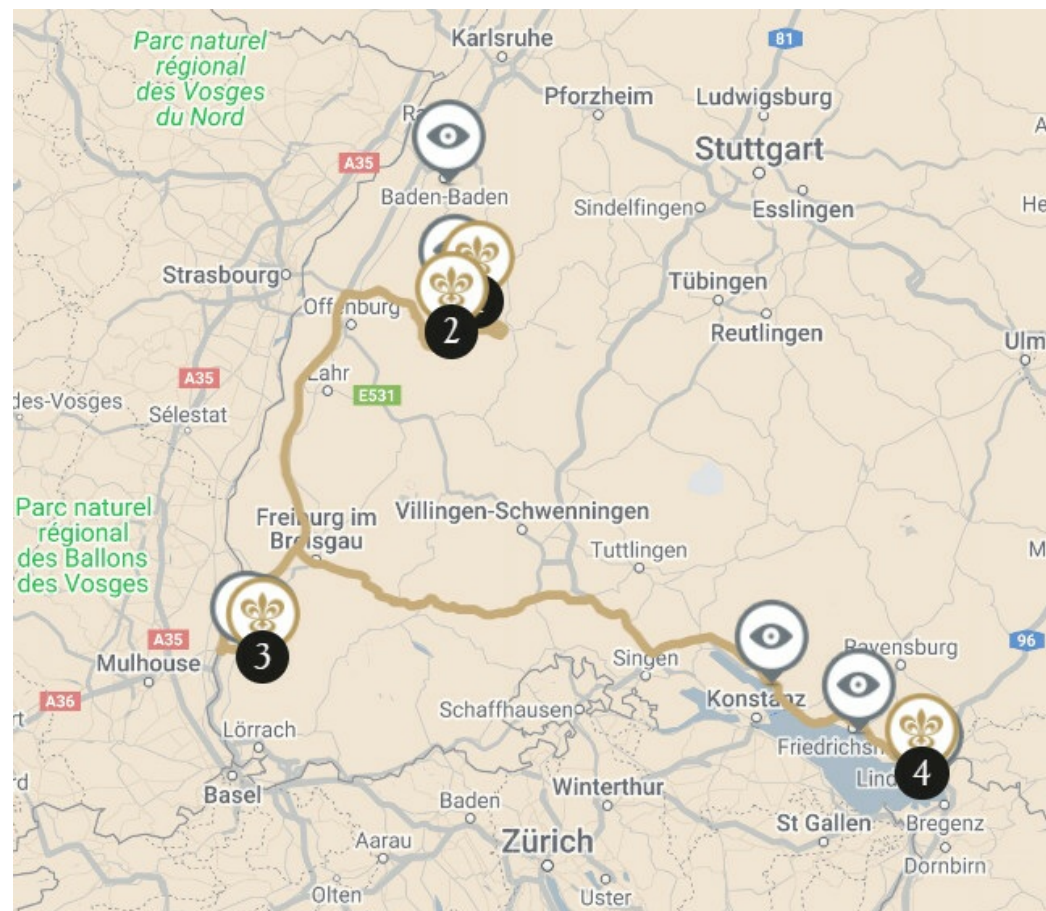 Parc naturel
régional
des Vosges
du Nord
Karlsruhe
81
Pforzheim
Ludwigsburg
Stuttgart
A35
Baden-Baden
Sindelfingen
Esslingen
He
Strasbourg
Tübingen
Offenburg
2
Reutlingen
Ulm
Lahr
A35
E531
des-Vosges
Sélestat
Parc naturel
régional
des Ballons
des Vosges
Freiburg im
Breisgau
Villingen-Schwenningen
Tuttlingen
A35
Mulhouse
3
Singen
Ravensburg
96
A36
Konstanz
Schaffhausen
Friedrichsh
Lörrach
Lind
4
Basel
Winterthur
Baden
St Gallen
Bregenz
Aarau
Zürich
Dornbirn
Olten
Uster